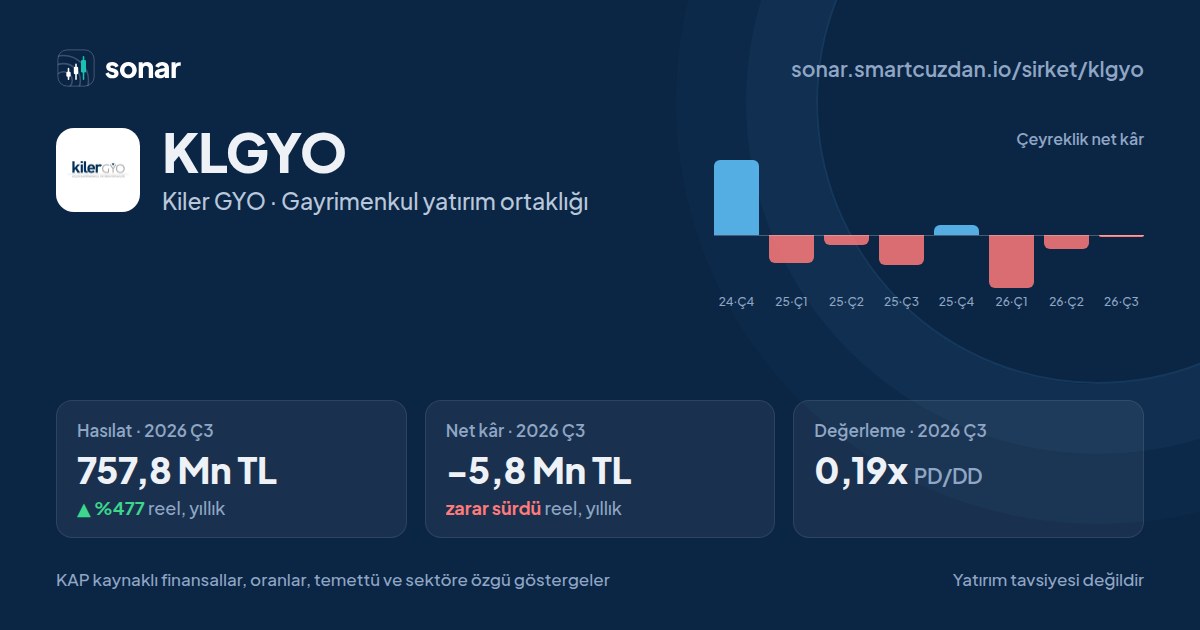 sonar
sonar.smartcuzdan.io/sirket/klgyo
kilerGYO
KLGYO
Kiler GYO · Gayrimenkul yatırım ortaklığı
Çeyreklik net kâr
24·Ç4 25·Ç1 25·Ç2 25·Ç3 25·Ç4 26·Ç1 26·Ç2 26·Ç3
Hasılat · 2026 Ç3
757,8 Mn TL
▲ %477 reel, yıllık
Net kâr · 2026 Ç3
−5,8 Mn TL
zarar sürdü reel, yıllık
Değerleme · 2026 Ç3
0,19x PD/DD
KAP kaynaklı finansallar, oranlar, temettü ve sektöre özgü göstergeler
Yatırım tavsiyesi değildir